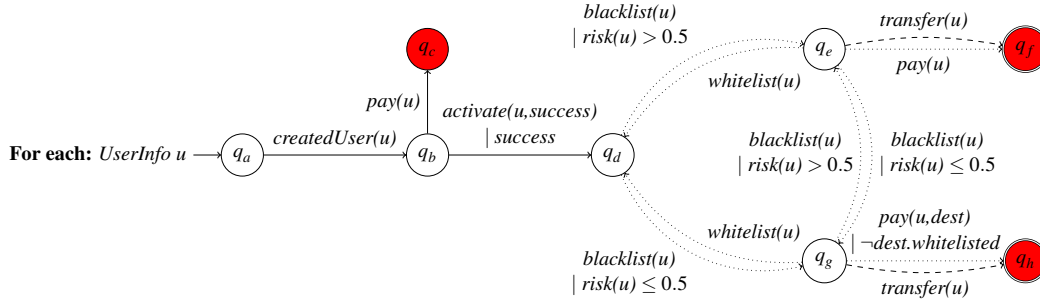 For each: UserInfo u
q_a
createdUser(u)
q_b
pay(u)
q_c
activate(u,success)
| success
q_d
blacklist(u)
| risk(u) > 0.5
whitelist(u)
q_e
transfer(u)
pay(u)
q_f
blacklist(u)
| risk(u) > 0.5
blacklist(u)
| risk(u) ≤ 0.5
whitelist(u)
blacklist(u)
| risk(u) ≤ 0.5
q_g
pay(u,dest)
| ¬dest.whitelisted
transfer(u)
q_h